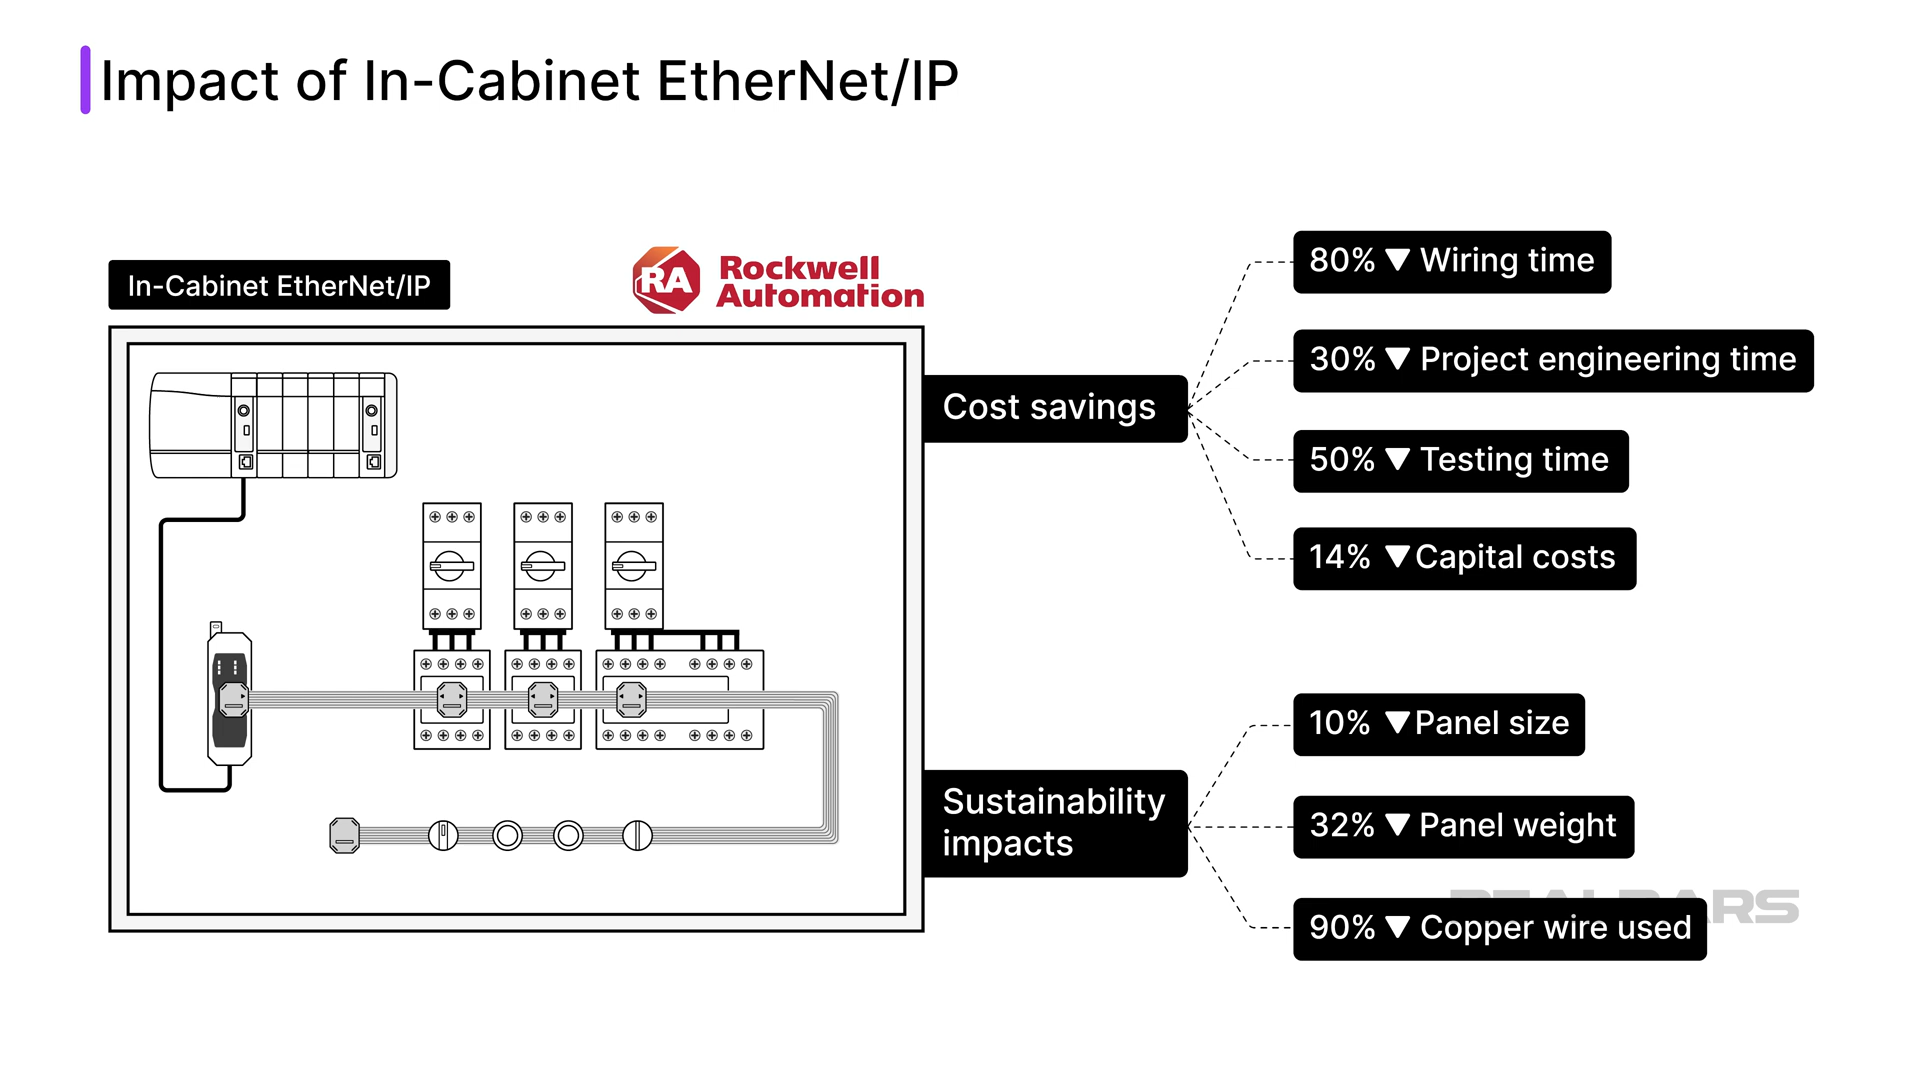 Impact of In-Cabinet EtherNet/IP
In-Cabinet EtherNet/IP
RA Rockwell
Automation
Cost savings
80% ▼ Wiring time
30% ▼ Project engineering time
50% ▼ Testing time
14% ▼ Capital costs
Sustainability
impacts
10% ▼ Panel size
32% ▼ Panel weight
90% ▼ Copper wire used